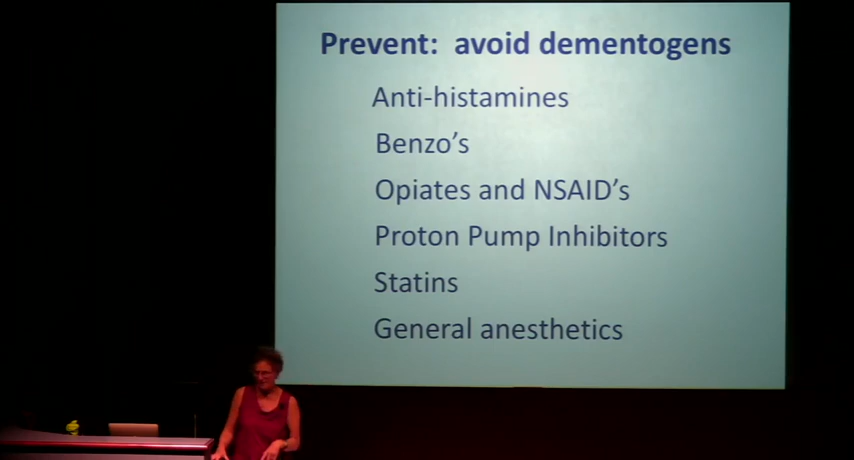 Prevent: avoid dementogens
Anti-histamines
Benzo's
Opiates and NSAID's
Proton Pump Inhibitors
Statins
General anesthetics